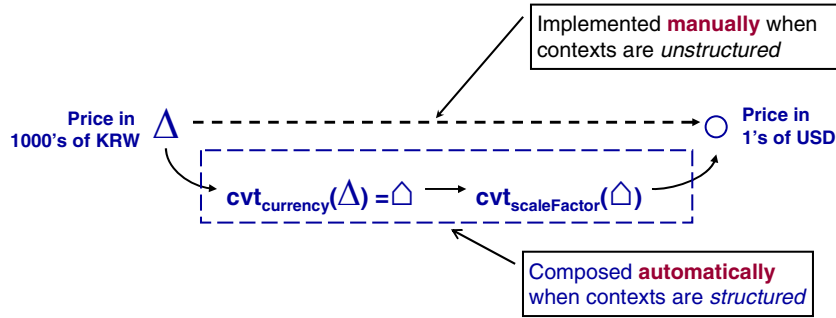 Implemented manually when
contexts are unstructured
Price in
1000's of KRW
Δ
Price in
1's of USD
cvtcurrency(Δ) =⌂
cvtscaleFactor(⌂)
Composed automatically
when contexts are structured